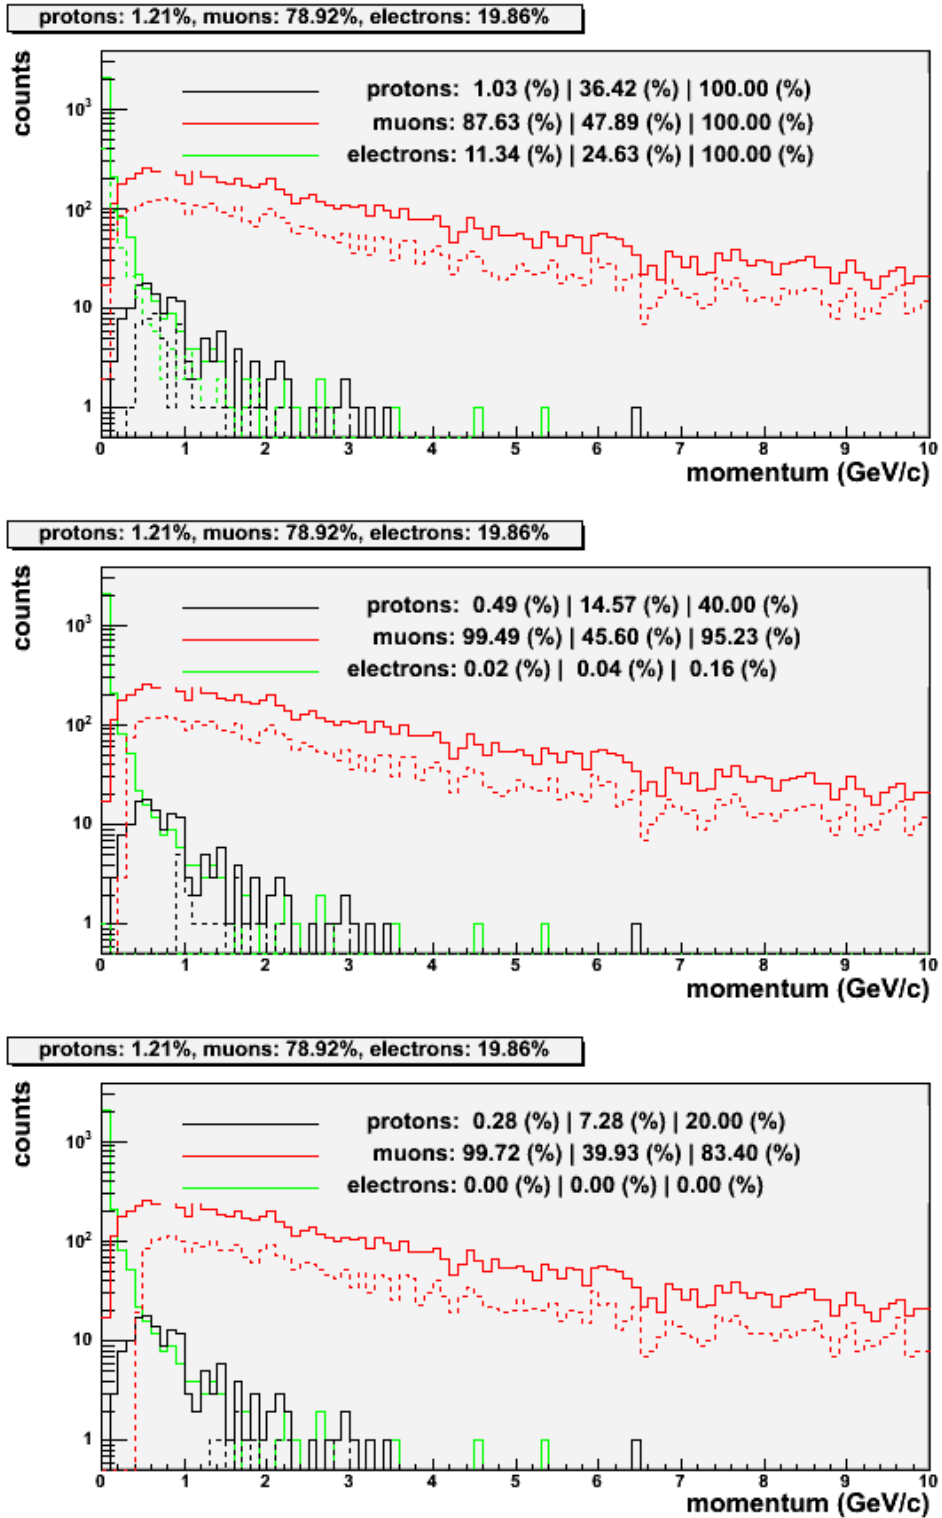 protons: 1.21%, muons: 78.92%, electrons: 19.86%
counts
protons: 1.03 (%) | 36.42 (%) | 100.00 (%)
muons: 87.63 (%) | 47.89 (%) | 100.00 (%)
electrons: 11.34 (%) | 24.63 (%) | 100.00 (%)
10³
10²
10
1
0 1 2 3 4 5 6 7 8 9 10
momentum (GeV/c)
protons: 1.21%, muons: 78.92%, electrons: 19.86%
counts
protons: 0.49 (%) | 14.57 (%) | 40.00 (%)
muons: 99.49 (%) | 45.60 (%) | 95.23 (%)
electrons: 0.02 (%) | 0.04 (%) | 0.16 (%)
10³
10²
10
1
0 1 2 3 4 5 6 7 8 9 10
momentum (GeV/c)
protons: 1.21%, muons: 78.92%, electrons: 19.86%
counts
protons: 0.28 (%) | 7.28 (%) | 20.00 (%)
muons: 99.72 (%) | 39.93 (%) | 83.40 (%)
electrons: 0.00 (%) | 0.00 (%) | 0.00 (%)
10³
10²
10
1
0 1 2 3 4 5 6 7 8 9 10
momentum (GeV/c)